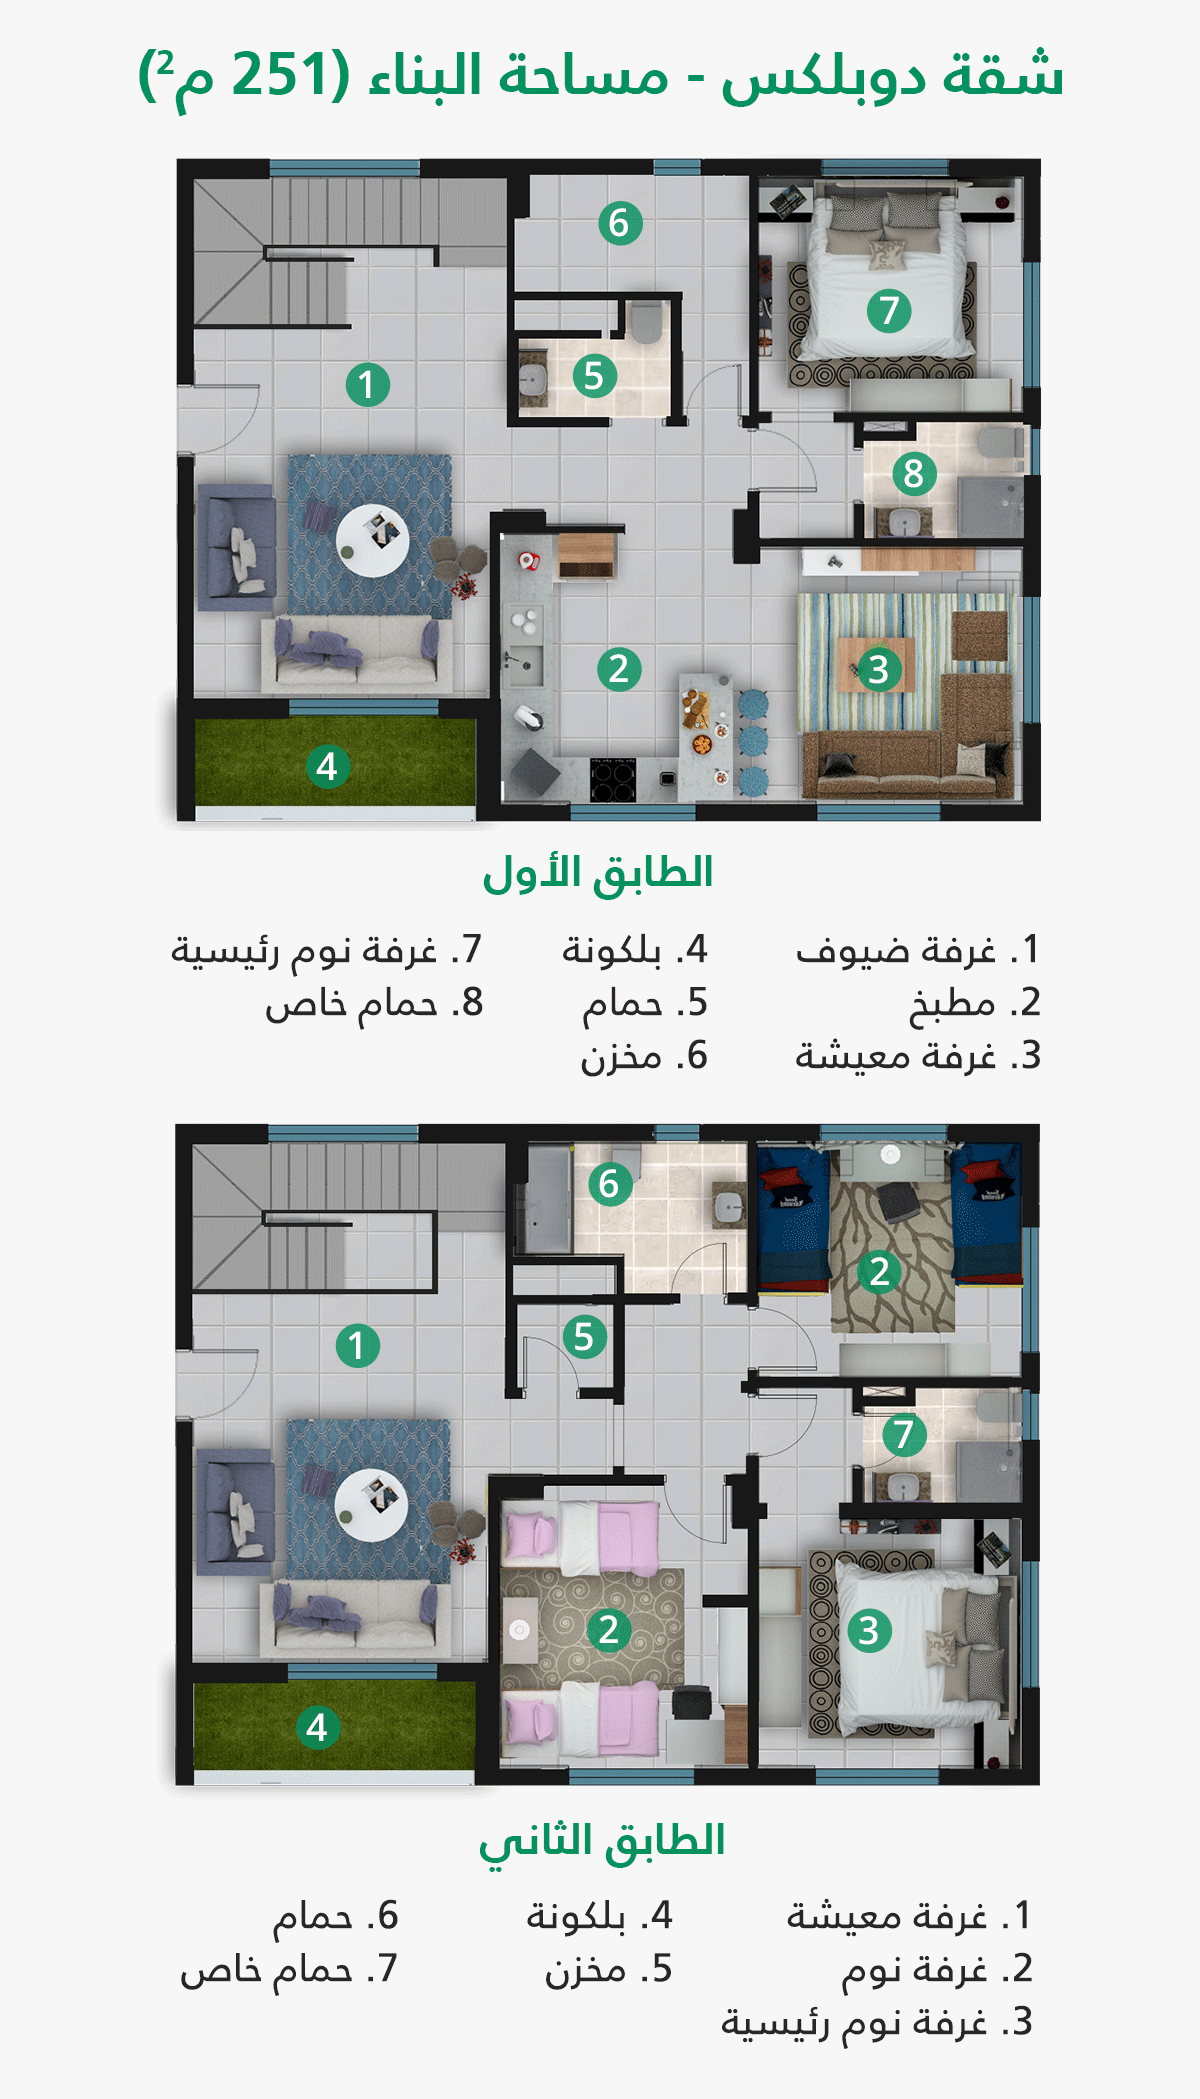 شقة دوبلكس - مساحة البناء (251 م²)
6
7
1
5
8
2
3
4
الطابق الأول
1. غرفة ضيوف
2. مطبخ
3. غرفة معيشة
4. بلكونة
5. حمام
6. مخزن
7. غرفة نوم رئيسية
8. حمام خاص
6
2
5
1
7
2
3
4
الطابق الثاني
1. غرفة معيشة
2. غرفة نوم
3. غرفة نوم رئيسية
4. بلكونة
5. مخزن
6. حمام
7. حمام خاص